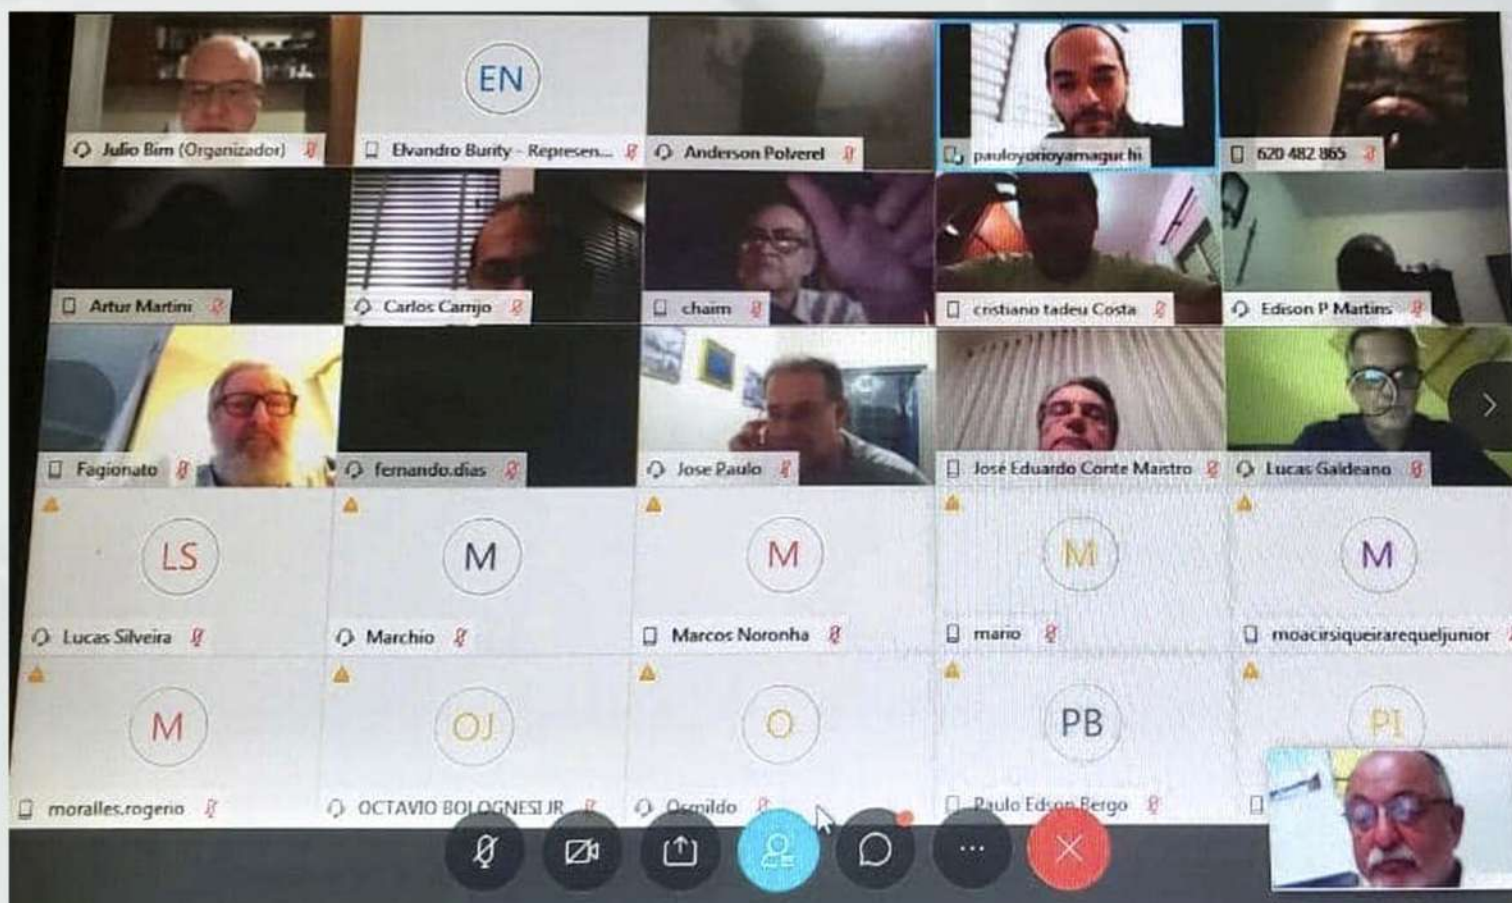 EN
Julio Bim (Organizador)
Elvandro Burity - Represen...
Anderson Polverel
pauloyorioyamaguchi
620 482 865
Artur Martini
Carlos Carrijo
chaim
cristiano tadeu Costa
Edison P Martins
Fagionato
fernando.dias
Jose Paulo
José Eduardo Conte Maistro
Lucas Galdeano
LS
M
M
M
M
Lucas Silveira
Marchio
Marcos Noronha
mario
moacirsiqueirarequeljunior
M
OJ
O
PB
PI
moralles.rogerio
OCTAVIO BOLOGNESI JR
Osmildo
Paulo Edson Bergo